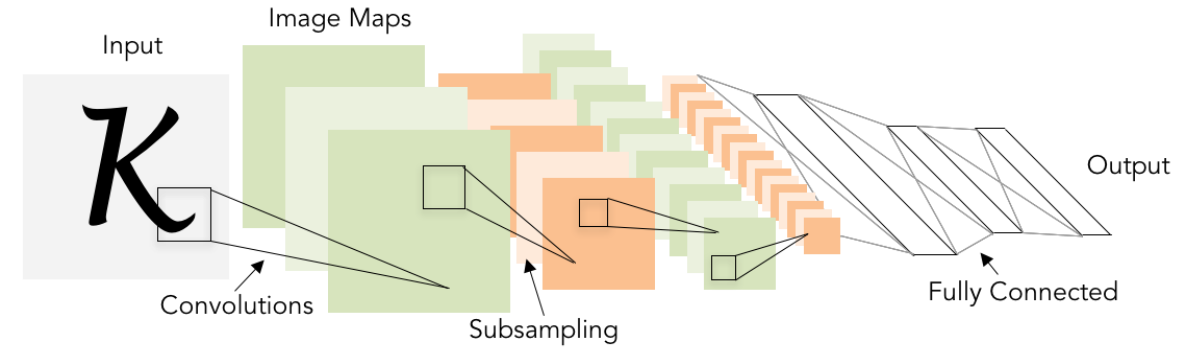 Input
Image Maps
K
Convolutions
Subsampling
Fully Connected
Output